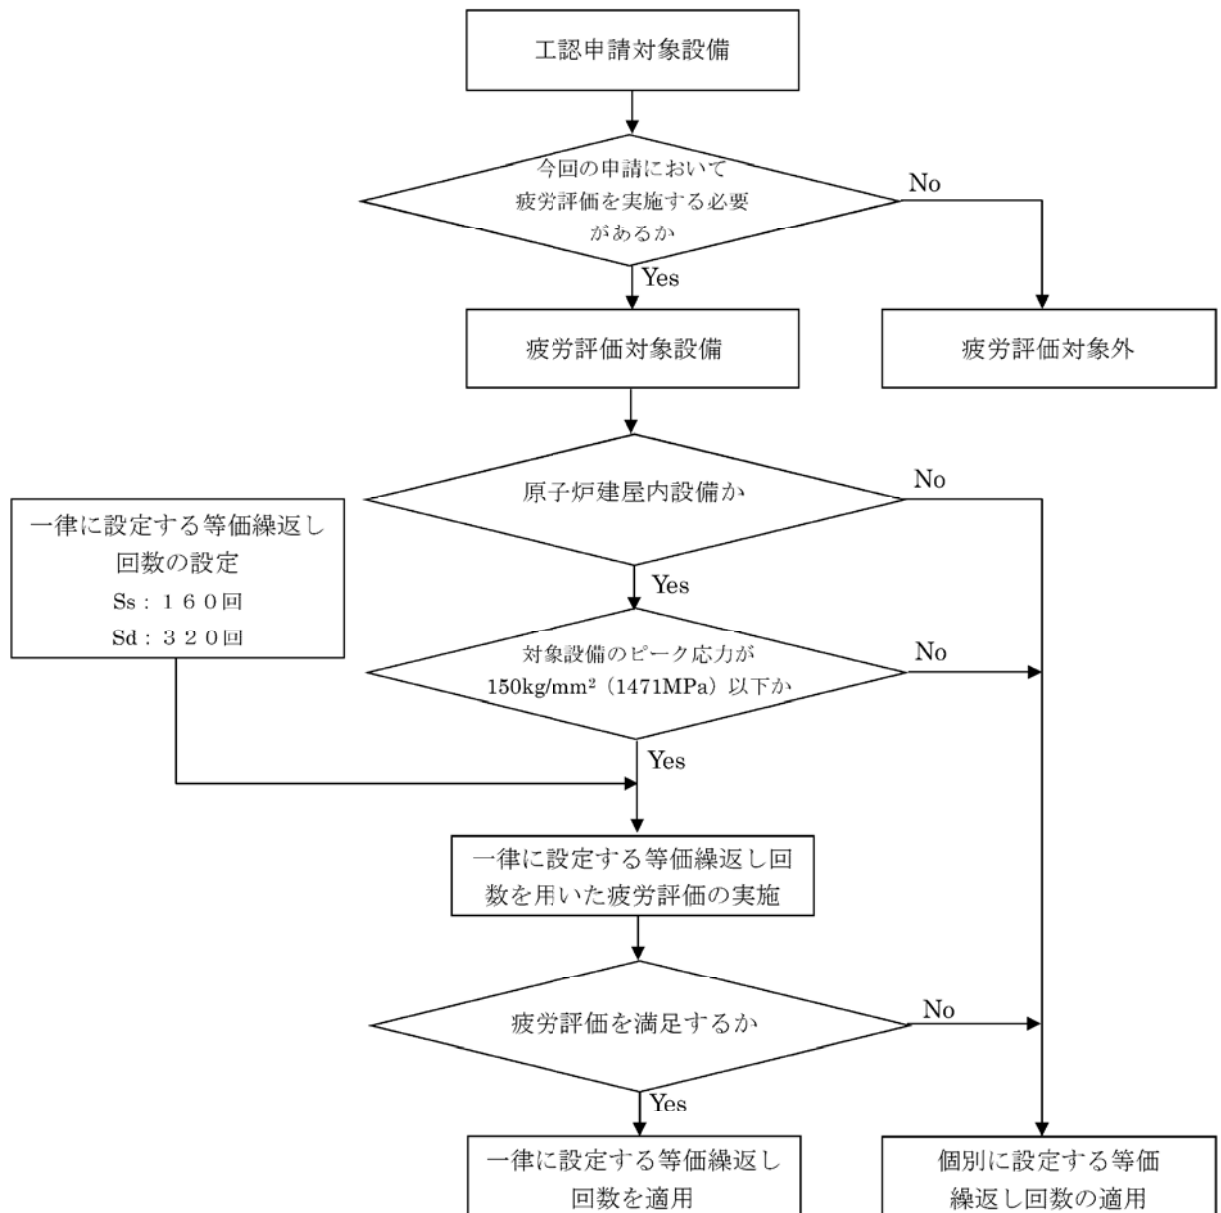 工認申請対象設備
今回の申請において
疲労評価を実施する必要
があるか
No
Yes
疲労評価対象設備
疲労評価対象外
原子炉建屋内設備か
No
一律に設定する等価繰返し
回数の設定
Ss：１６０回
Sd：３２０回
Yes
対象設備のピーク応力が
150kg/mm²（1471MPa）以下か
No
Yes
一律に設定する等価繰返し回
数を用いた疲労評価の実施
疲労評価を満足するか
No
Yes
一律に設定する等価繰返し
回数を適用
個別に設定する等価
繰返し回数の適用